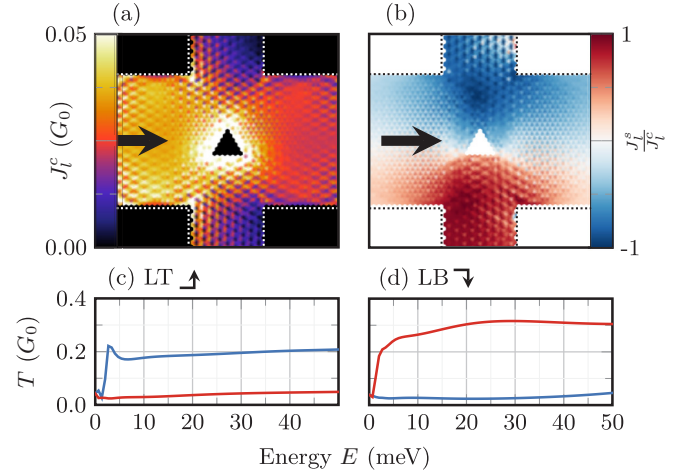 (a)
(b)
0.05
J_l^c (G_0)
0.00
1
J_l^s / J_l^c
-1
(c) LT
(d) LB
0.4
0.2
0.0
T (G_0)
0 10 20 30 40
0 10 20 30 40 50
Energy E (meV)